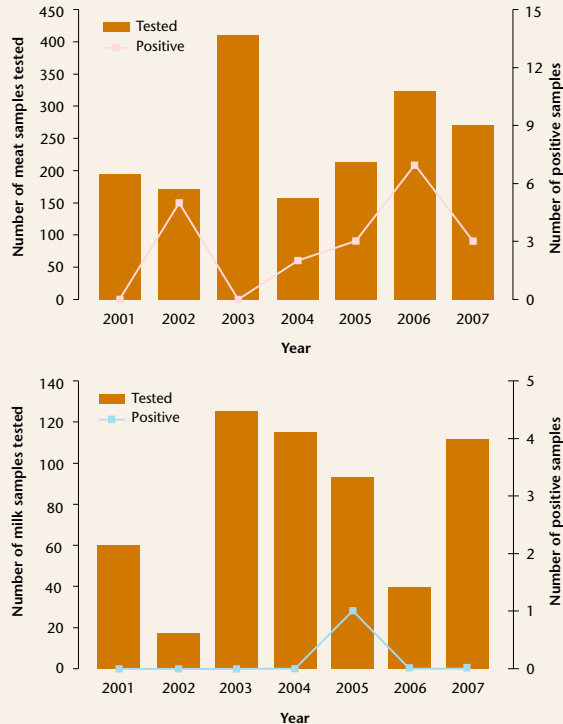 Number of meat samples tested
450
400
350
300
250
200
150
100
50
0
Tested
Positive
15
12
9
6
3
0
Number of positive samples
2001 2002 2003 2004 2005 2006 2007
Year
Number of milk samples tested
140
120
100
80
60
40
20
0
Tested
Positive
5
4
3
2
1
0
Number of positive samples
2001 2002 2003 2004 2005 2006 2007
Year